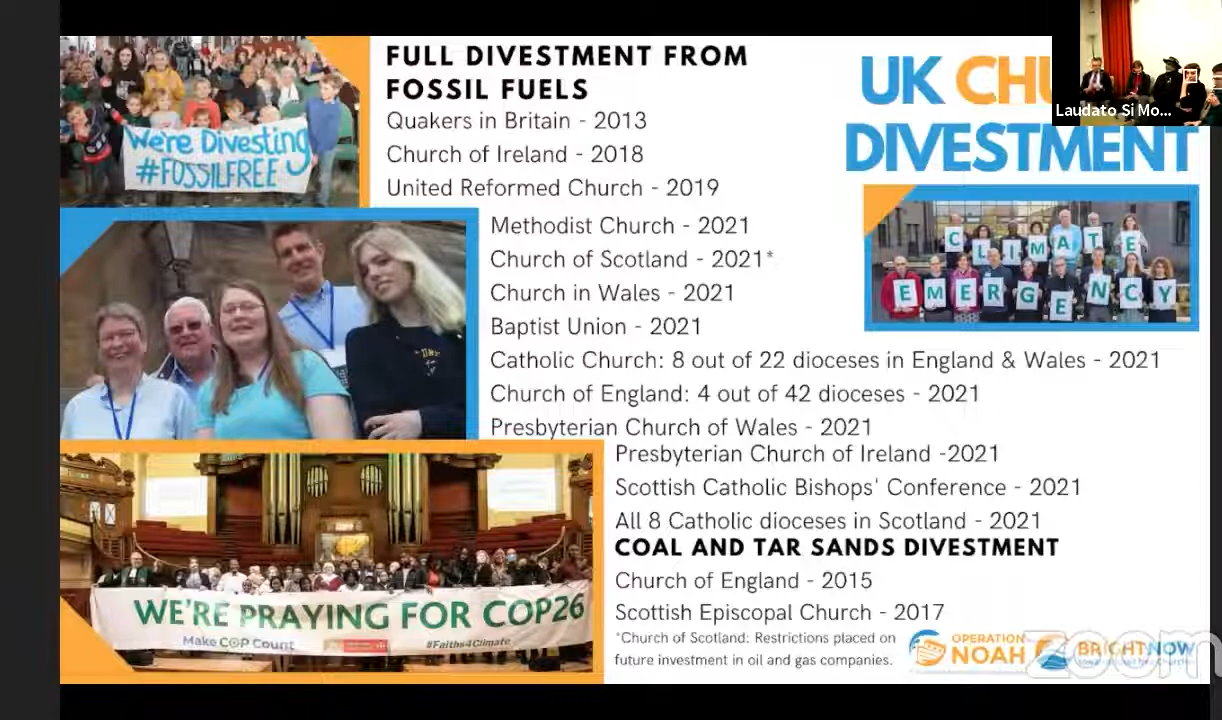 FULL DIVESTMENT FROM
FOSSIL FUELS
Quakers in Britain - 2013
Church of Ireland - 2018
United Reformed Church - 2019
Methodist Church - 2021
Church of Scotland - 2021*
Church in Wales - 2021
Baptist Union - 2021
Catholic Church: 8 out of 22 dioceses in England & Wales - 2021
Church of England: 4 out of 42 dioceses - 2021
Presbyterian Church of Wales - 2021
Presbyterian Church of Ireland -2021
Scottish Catholic Bishops' Conference - 2021
All 8 Catholic dioceses in Scotland - 2021
COAL AND TAR SANDS DIVESTMENT
Church of England - 2015
Scottish Episcopal Church - 2017
*Church of Scotland: Restrictions placed on
future investment in oil and gas companies.
UK CHU
DIVESTMENT
Laudato Si Mo...
We're Divesting
#FOSSILFREE
CLIMATE
EMERGENCY
WE'RE PRAYING FOR COP26
Make COP Count
#Faiths4Climate
OPERATION
NOAH
BRIGHT NOW
zoom